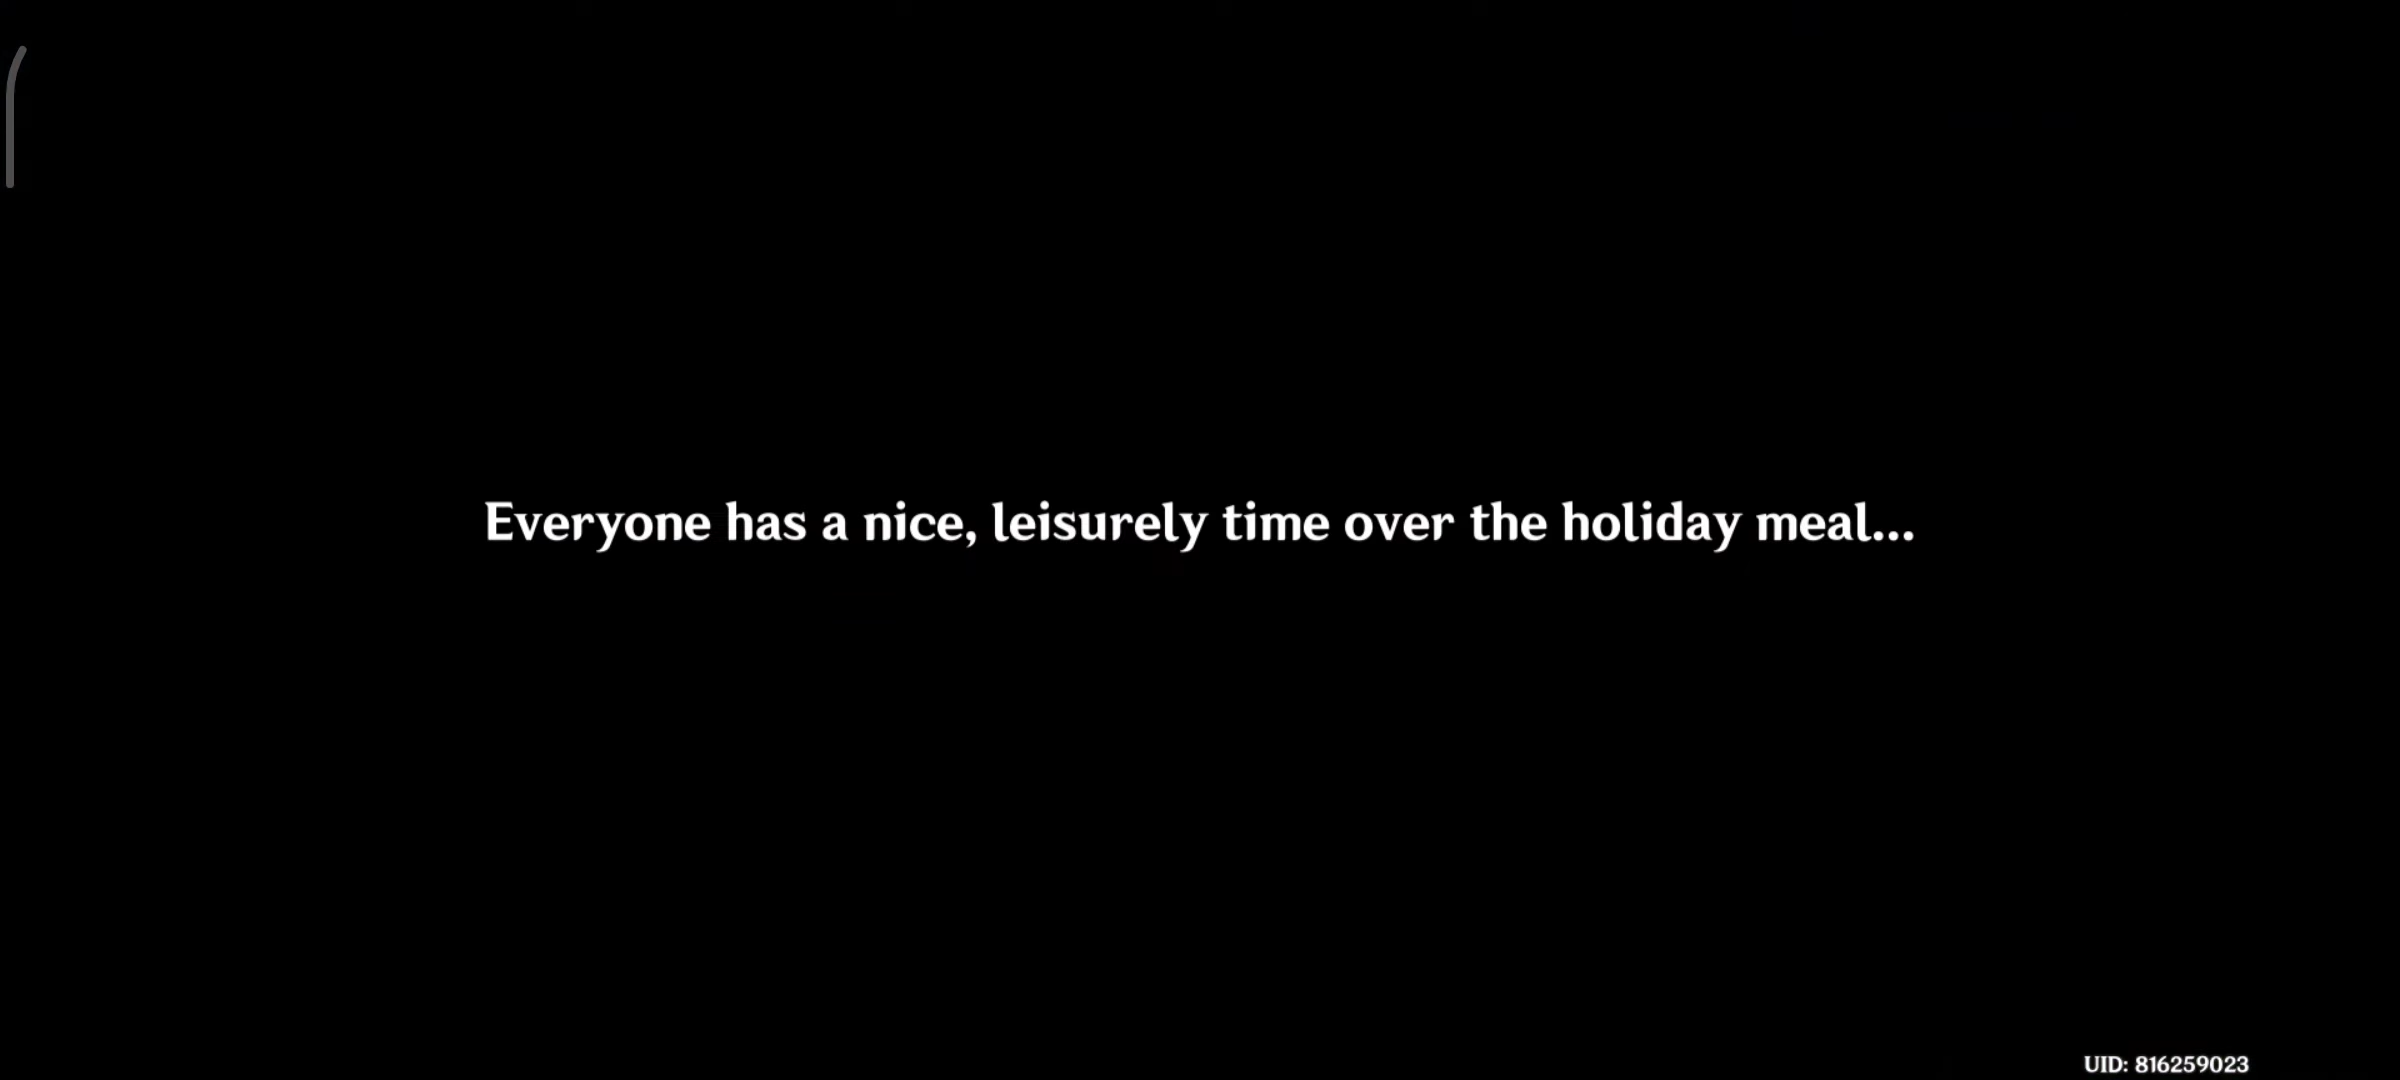 Everyone has a nice, leisurely time over the holiday meal...
UID: 816259023